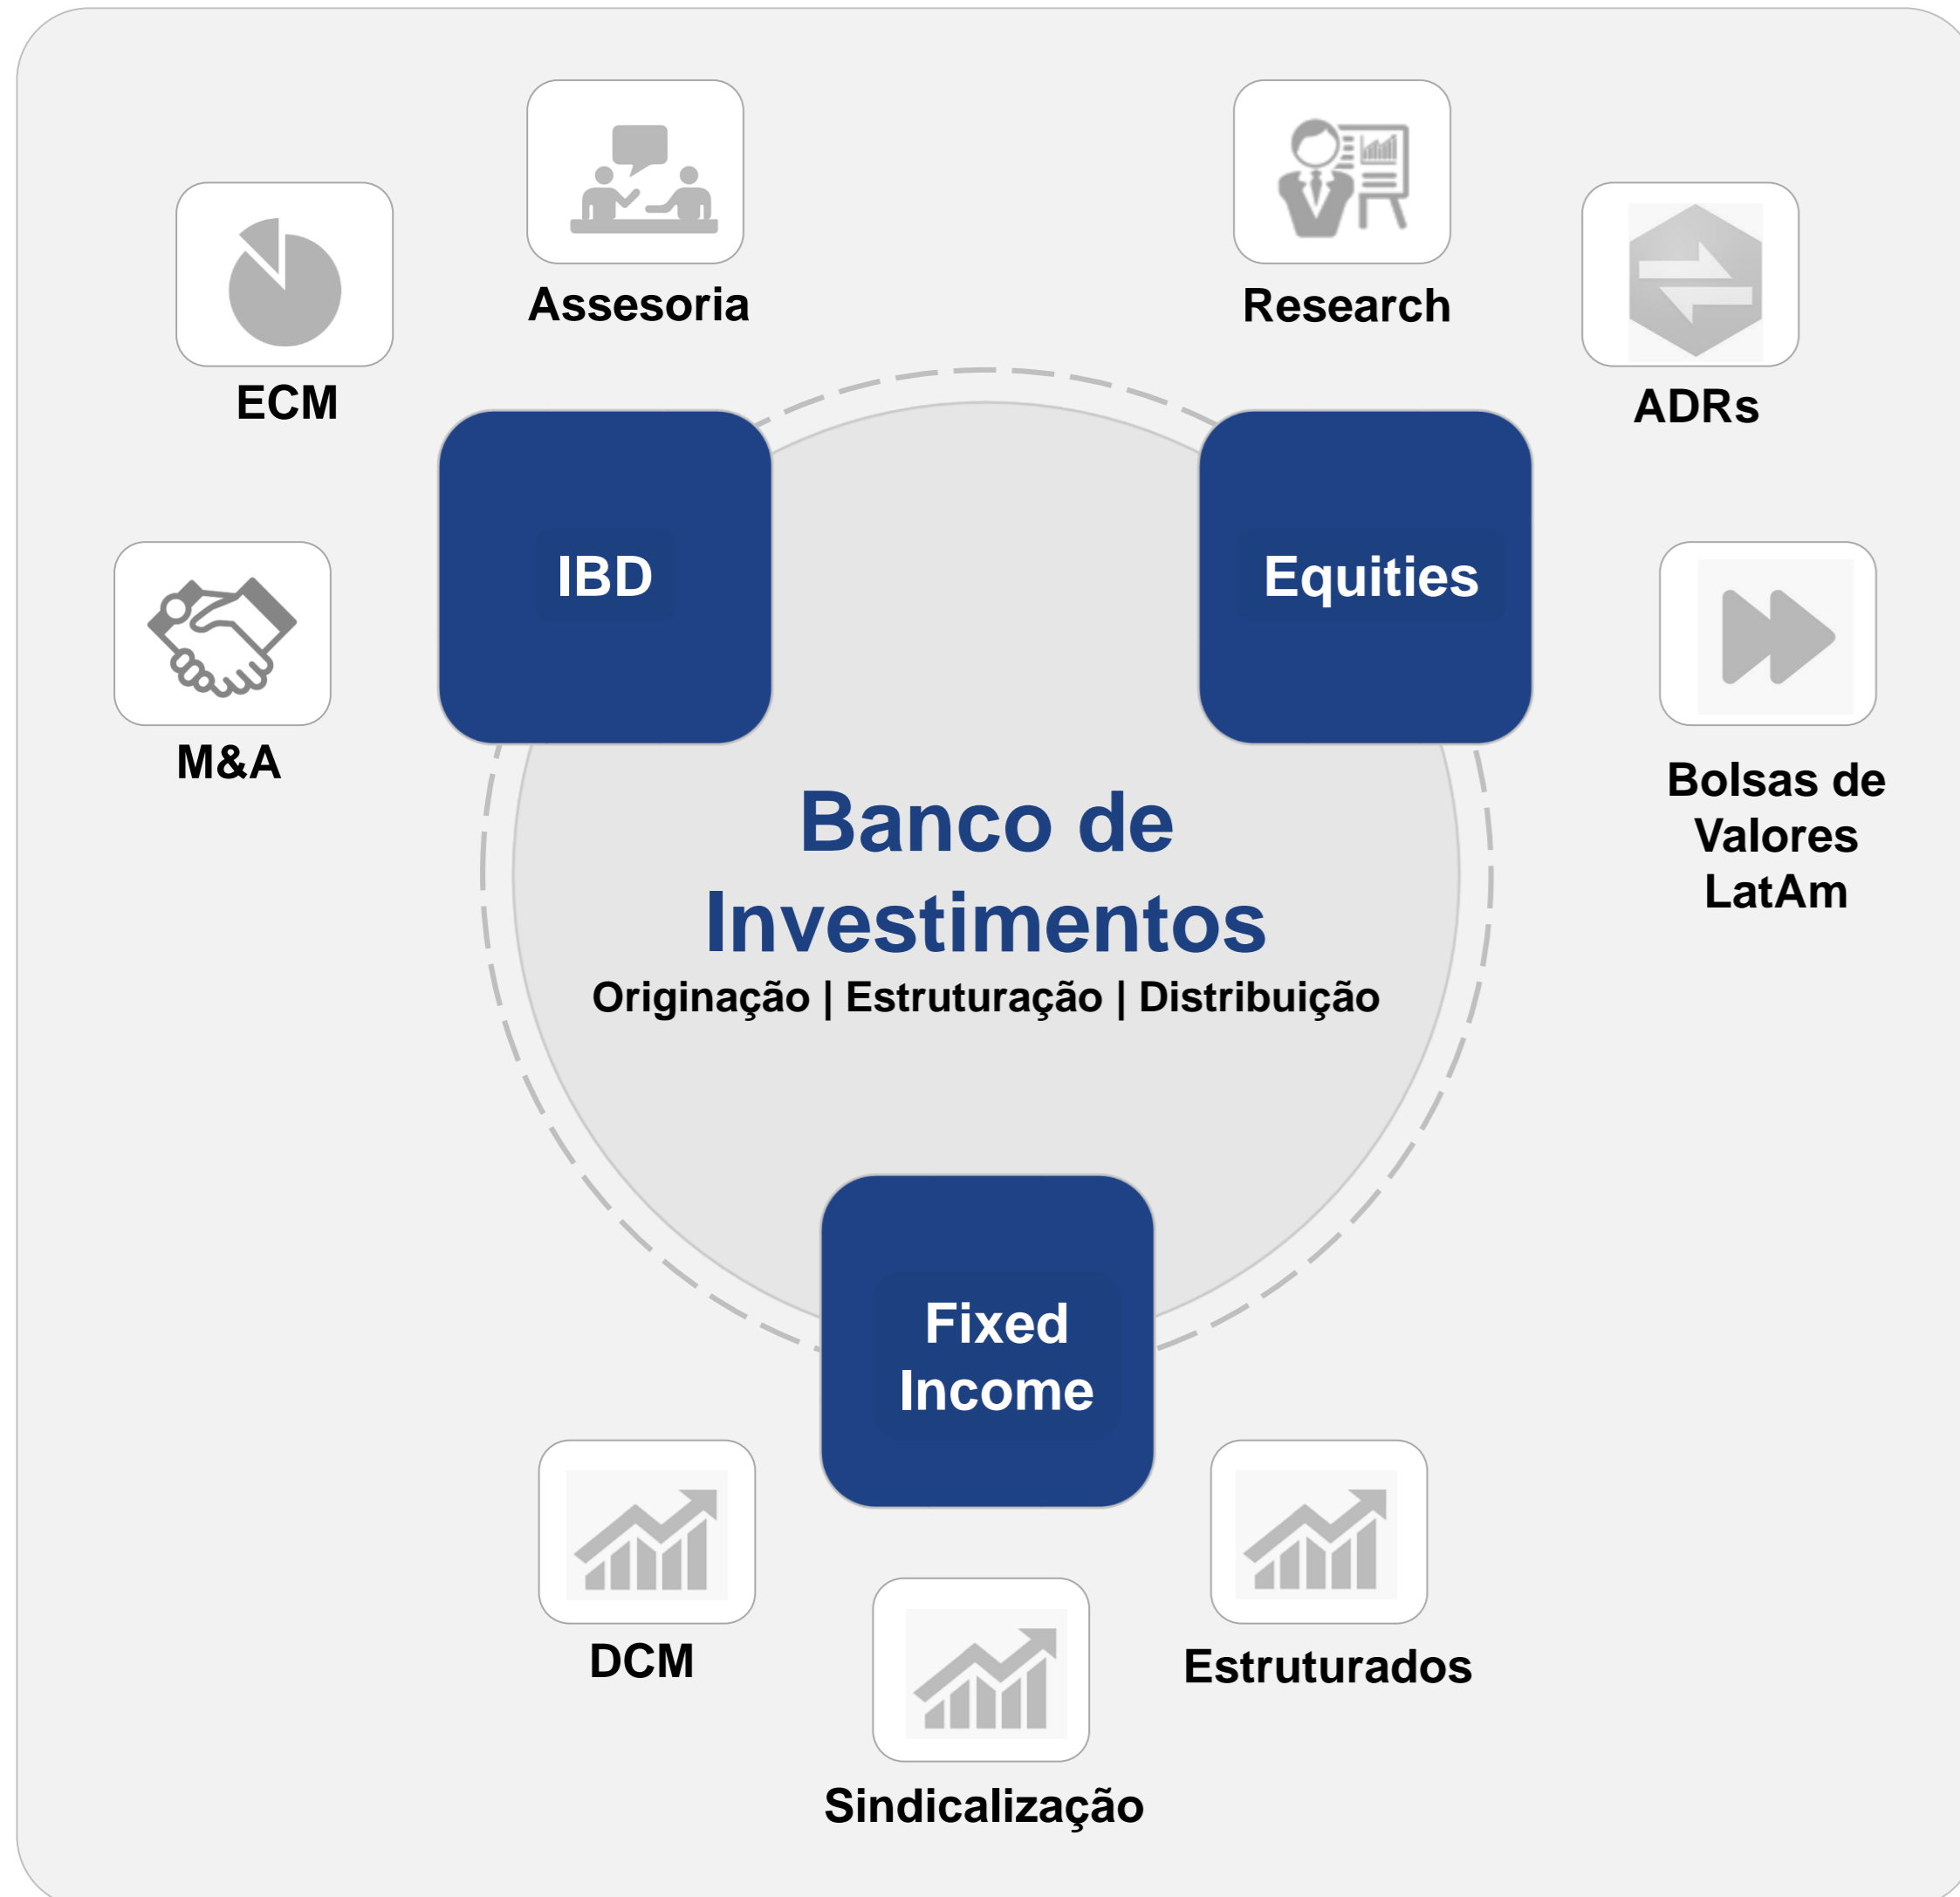 Assesoria
Research
ECM
ADRs
IBD
Equities
M&A
Bolsas de
Valores
LatAm
Banco de
Investimentos
Originação | Estruturação | Distribuição
Fixed
Income
DCM
Estruturados
Sindicalização